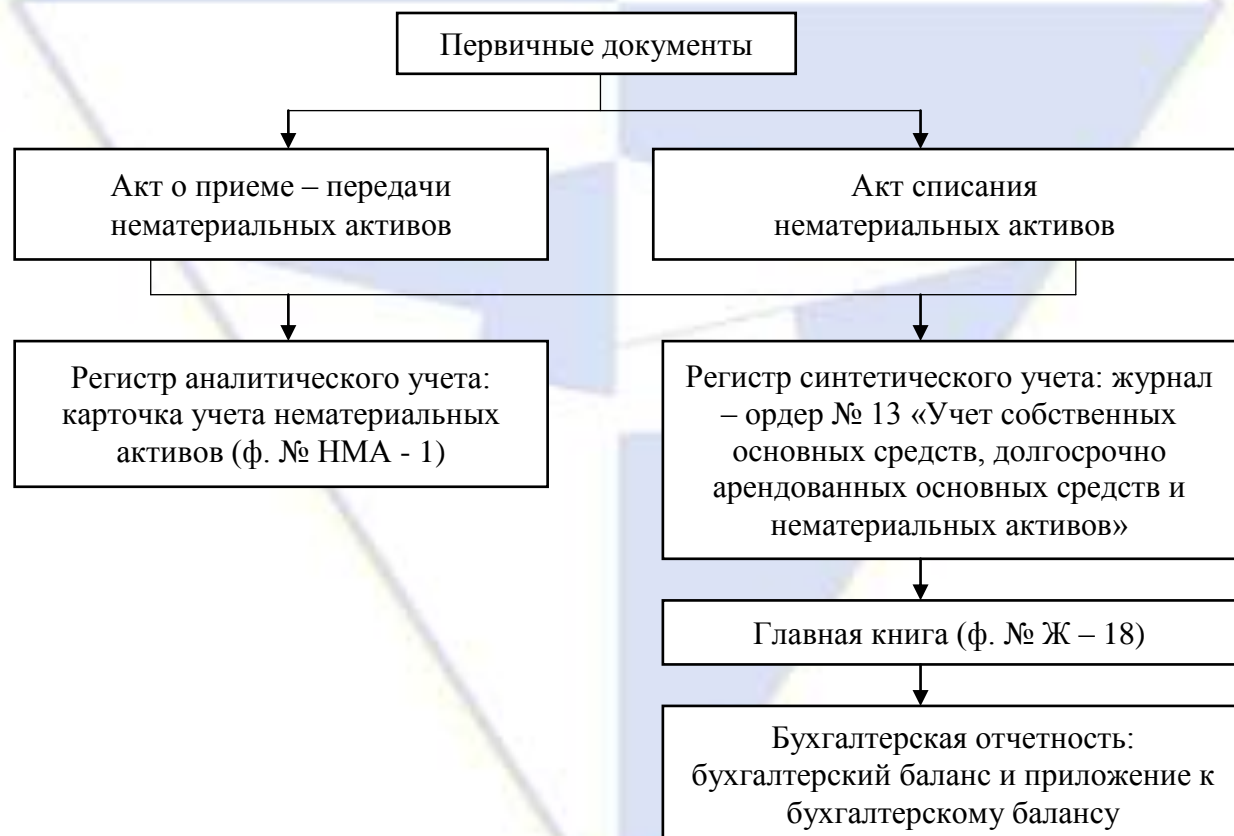 Первичные документы
Акт о приеме – передачи
нематериальных активов
Акт списания
нематериальных активов
Регистр аналитического учета:
карточка учета нематериальных
активов (ф. № НМА - 1)
Регистр синтетического учета: журнал
– ордер № 13 «Учет собственных
основных средств, долгосрочно
арендованных основных средств и
нематериальных активов»
Главная книга (ф. № Ж – 18)
Бухгалтерская отчетность:
бухгалтерский баланс и приложение к
бухгалтерскому балансу